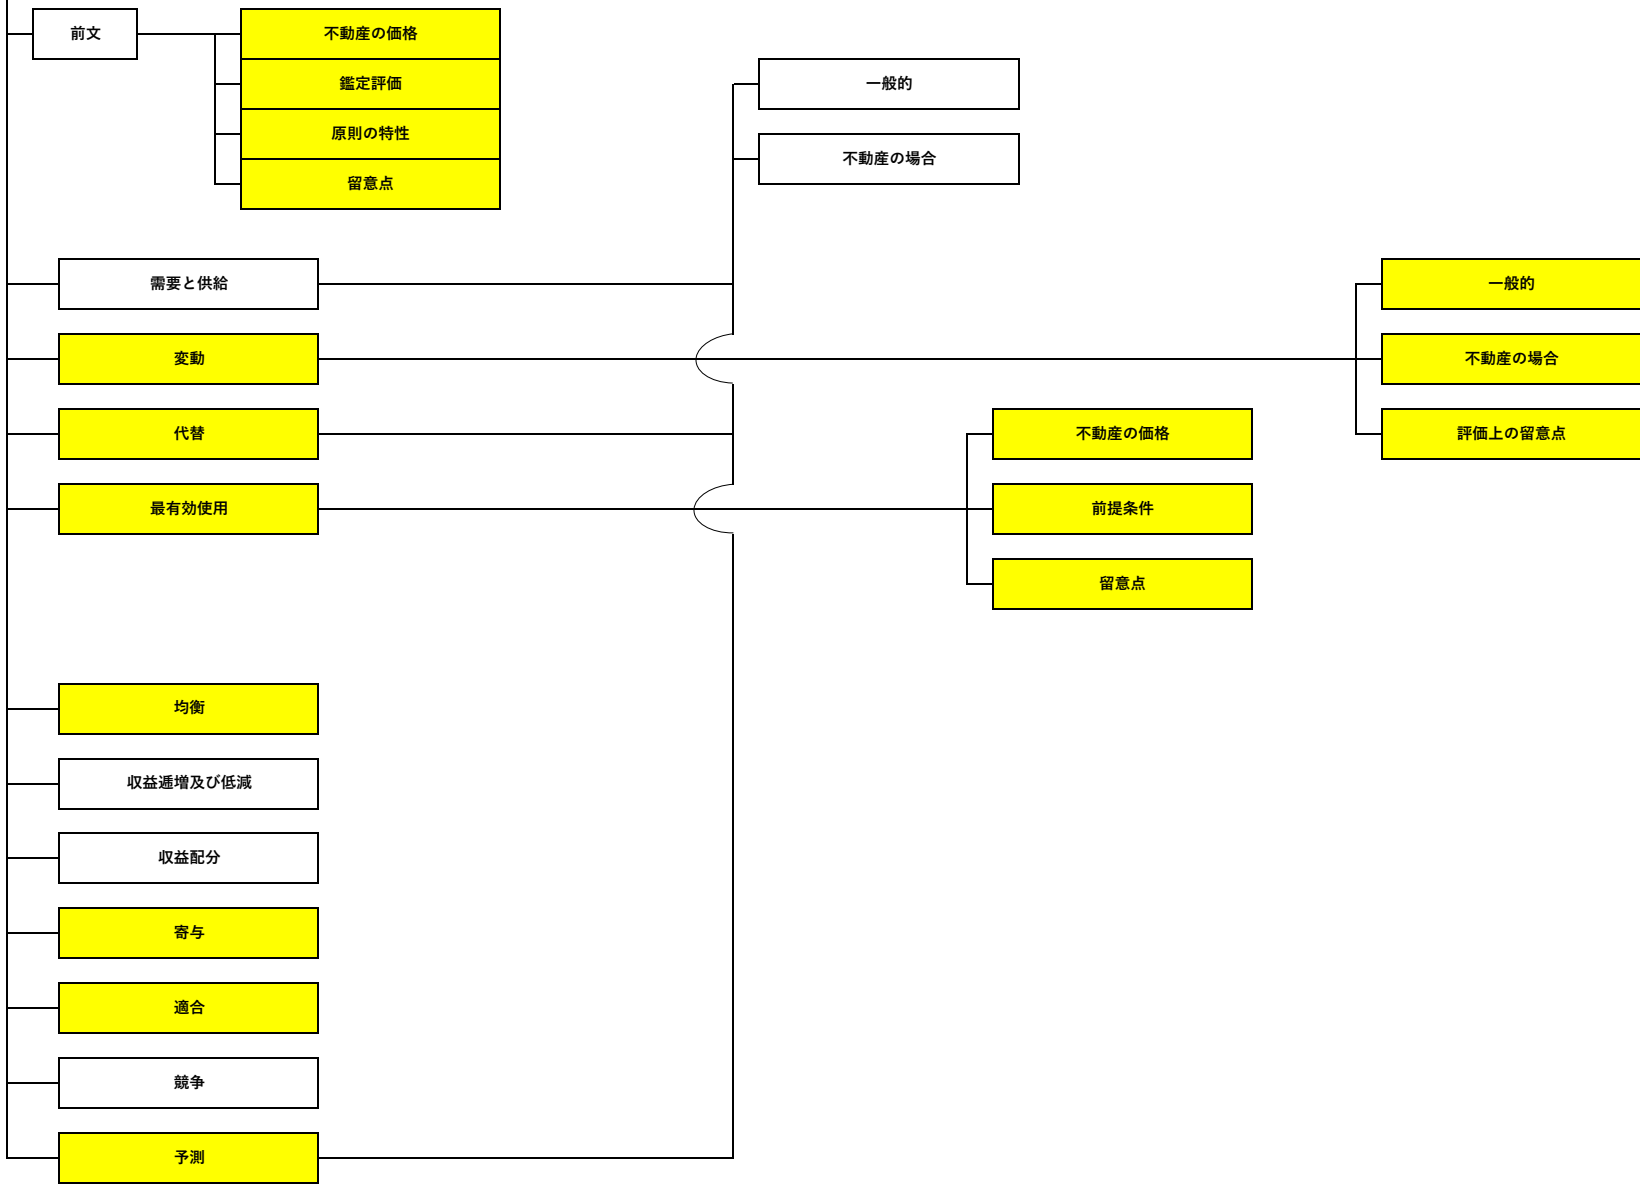 前文
不動産の価格
鑑定評価
原則の特性
留意点
一般的
不動産の場合
需要と供給
変動
代替
最有効使用
一般的
不動産の場合
評価上の留意点
不動産の価格
前提条件
留意点
均衡
収益逓増及び低減
収益配分
寄与
適合
競争
予測